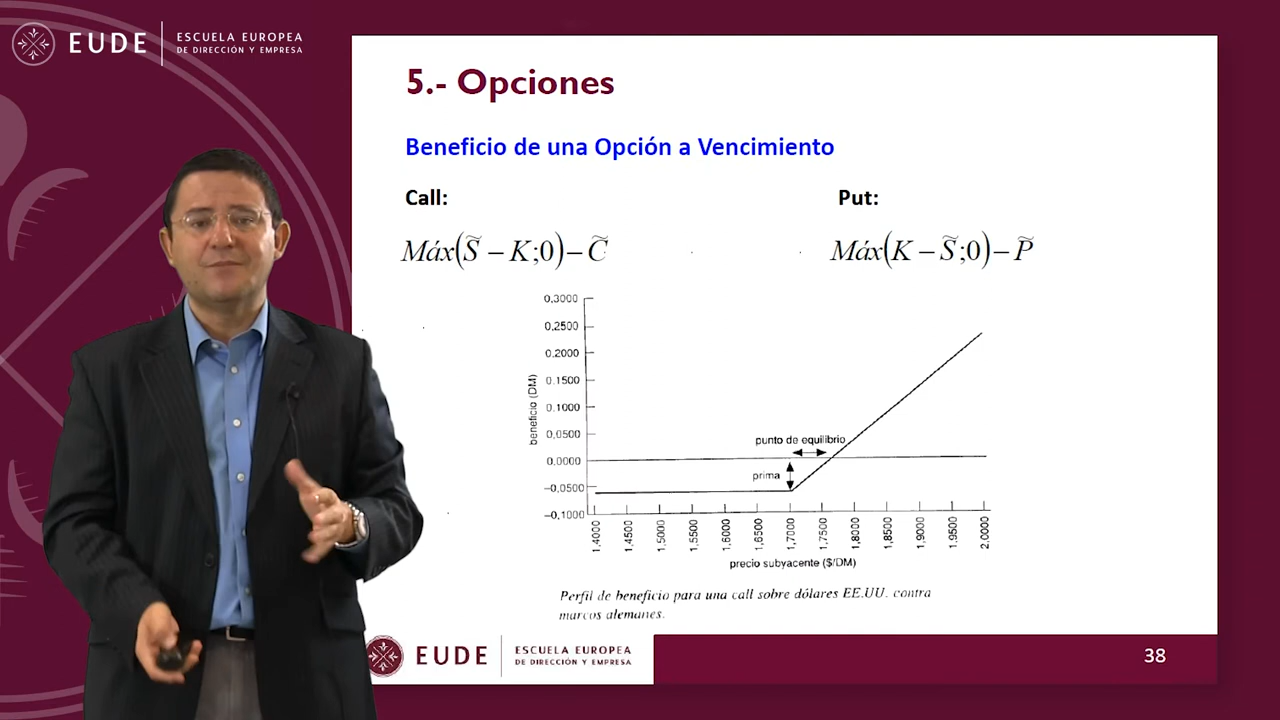 EUDE
ESCUELA EUROPEA
DE DIRECCIÓN Y EMPRESA
5.- Opciones
Beneficio de una Opción a Vencimiento
Call:
Put:
Máx(S̃ – K;0) – C̃
Máx(K – S̃;0) – P̃
beneficio (DM)
0,3000
0,2500
0,2000
0,1500
0,1000
0,0500
0,0000
–0,0500
–0,1000
punto de equilibrio
prima
1,4000
1,4500
1,5000
1,5500
1,6000
1,6500
1,7000
1,7500
1,8000
1,8500
1,9000
1,9500
2,0000
precio subyacente ($/DM)
Perfil de beneficio para una call sobre dólares EE.UU. contra
marcos alemanes.
EUDE
ESCUELA EUROPEA
DE DIRECCIÓN Y EMPRESA
38